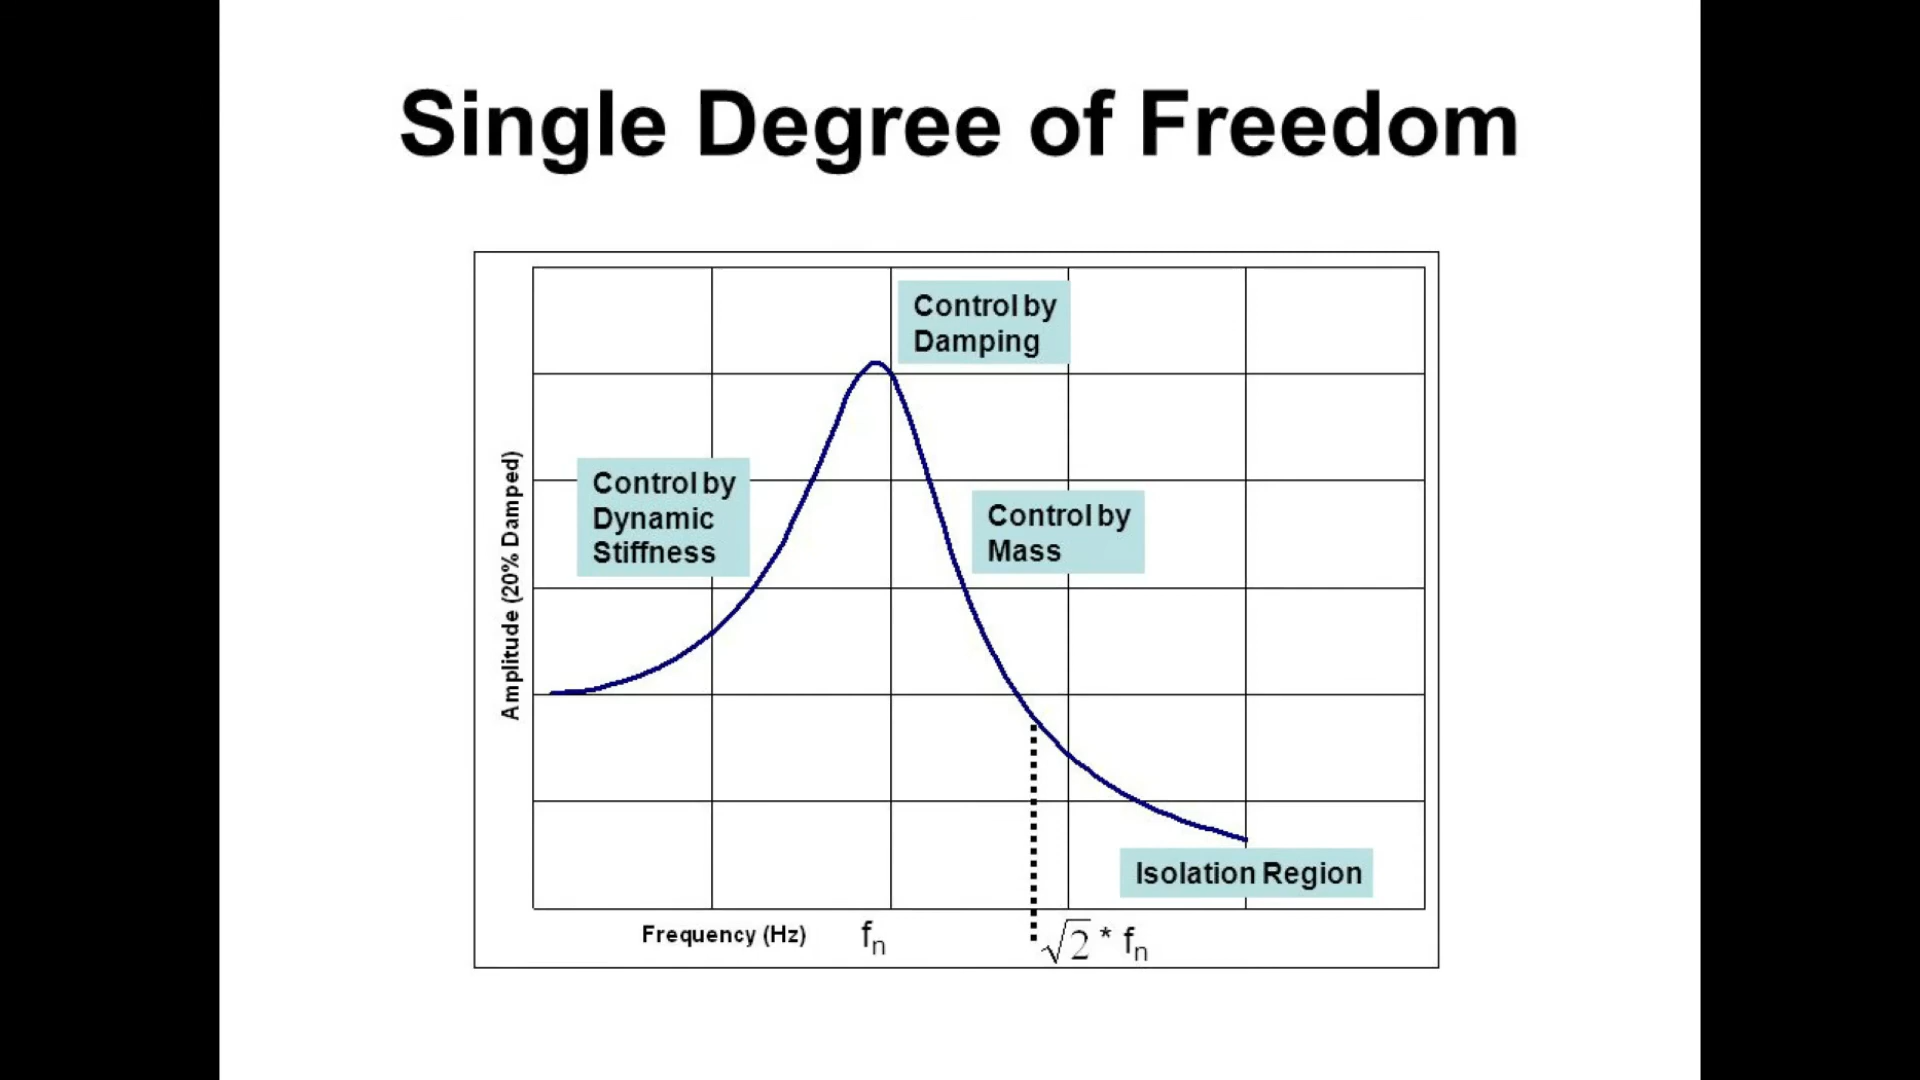 Single Degree of Freedom
Control by
Damping
Control by
Dynamic
Stiffness
Control by
Mass
Amplitude (20% Damped)
Isolation Region
Frequency (Hz)
fn
√2 * fn